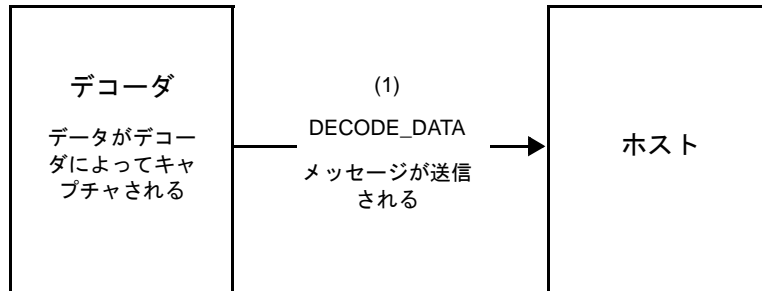 デコーダ
データがデコー
ダによってキャ
プチャされる
(1)
DECODE_DATA
メッセージが送信
される
ホスト